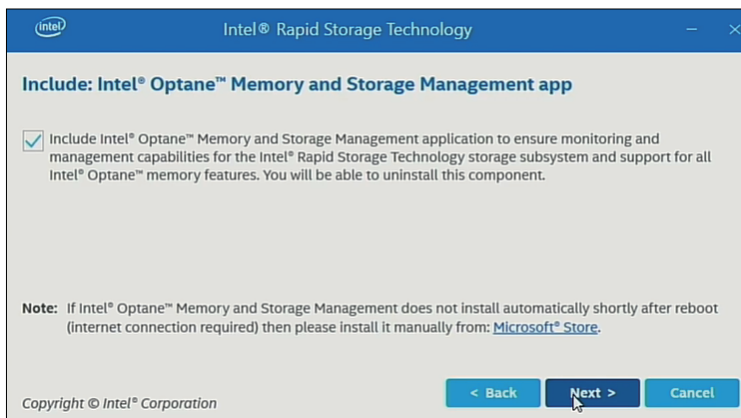 intel
Intel® Rapid Storage Technology
Include: Intel® Optane™ Memory and Storage Management app
Include Intel® Optane™ Memory and Storage Management application to ensure monitoring and
management capabilities for the Intel® Rapid Storage Technology storage subsystem and support for all
Intel® Optane™ memory features. You will be able to uninstall this component.
Note: If Intel® Optane™ Memory and Storage Management does not install automatically shortly after reboot
(internet connection required) then please install it manually from: Microsoft® Store.
Copyright © Intel® Corporation
< Back
Next >
Cancel